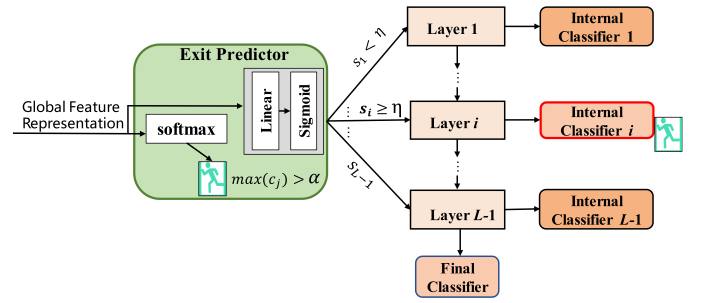 Exit Predictor
Global Feature
Representation
softmax
Linear
Sigmoid
max(c_j) > α
s_1 < η
s_i ≥ η
s_{L−1}
Layer 1
Internal
Classifier 1
Layer i
Internal
Classifier i
Layer L-1
Internal
Classifier L-1
Final
Classifier